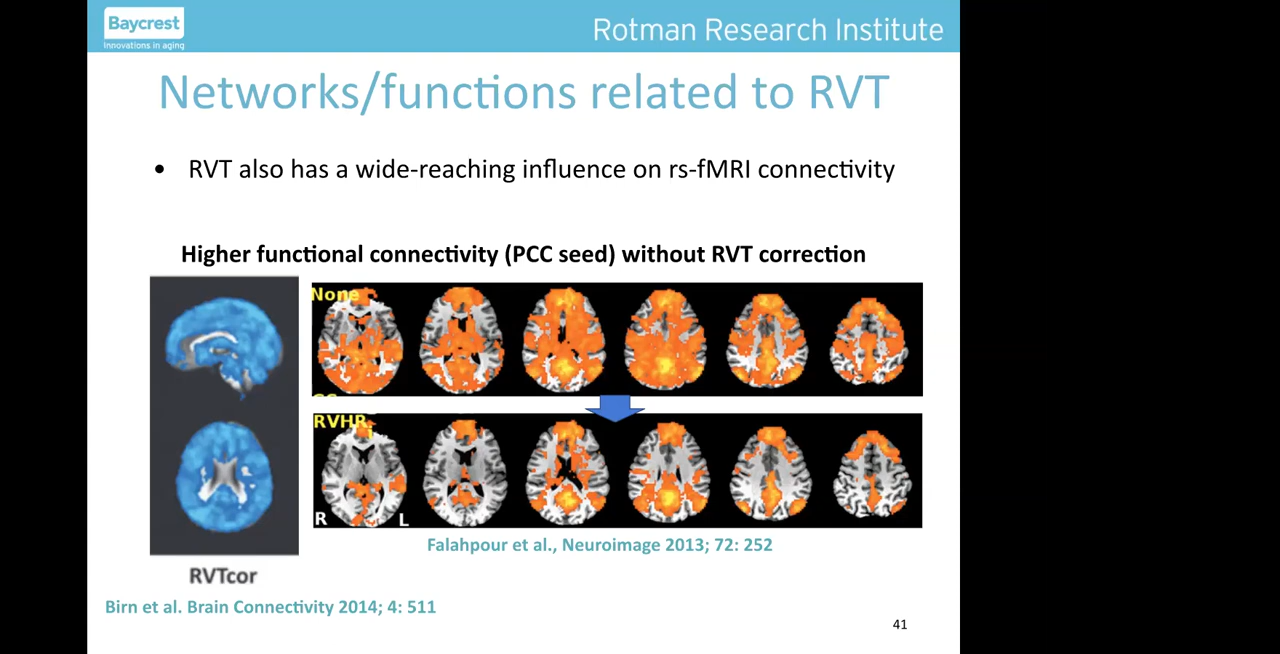 Baycrest
Innovations in aging
Rotman Research Institute
Networks/functions related to RVT
• RVT also has a wide-reaching influence on rs-fMRI connectivity
Higher functional connectivity (PCC seed) without RVT correction
None
RVHR
R L
Falahpour et al., Neuroimage 2013; 72: 252
RVTcor
Birn et al. Brain Connectivity 2014; 4: 511
41